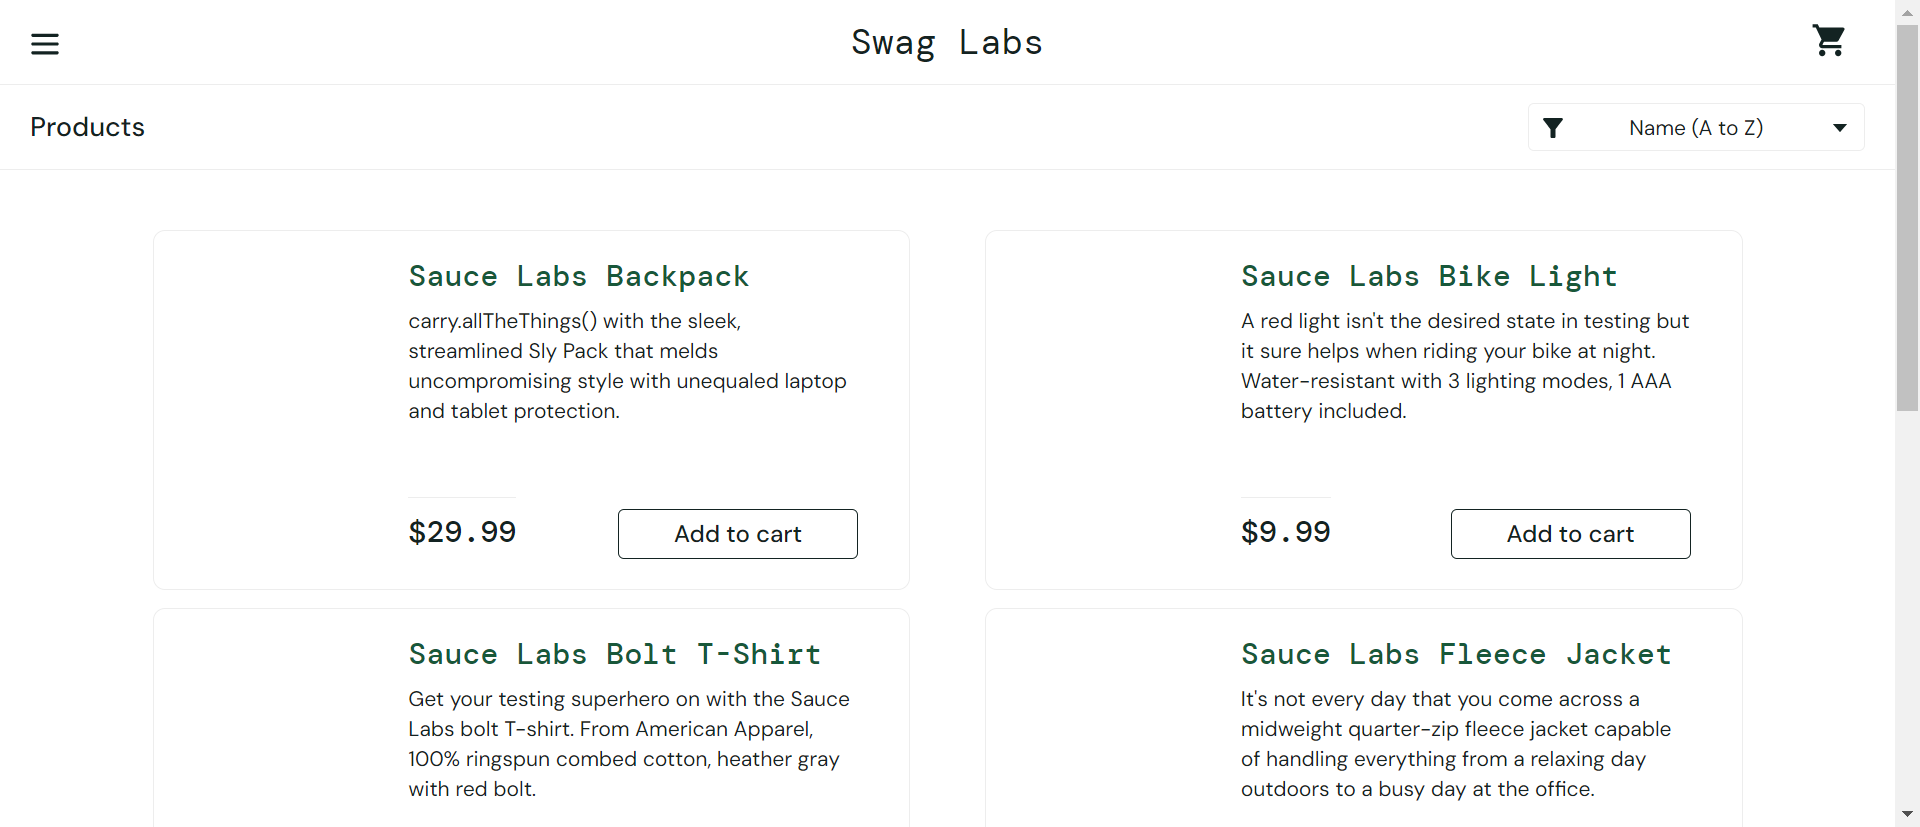 Swag Labs
Products
Name (A to Z)
Sauce Labs Backpack
carry.allTheThings() with the sleek,
streamlined Sly Pack that melds
uncompromising style with unequaled laptop
and tablet protection.
$29.99
Add to cart
Sauce Labs Bike Light
A red light isn't the desired state in testing but
it sure helps when riding your bike at night.
Water-resistant with 3 lighting modes, 1 AAA
battery included.
$9.99
Add to cart
Sauce Labs Bolt T-Shirt
Get your testing superhero on with the Sauce
Labs bolt T-shirt. From American Apparel,
100% ringspun combed cotton, heather gray
with red bolt.
Sauce Labs Fleece Jacket
It's not every day that you come across a
midweight quarter-zip fleece jacket capable
of handling everything from a relaxing day
outdoors to a busy day at the office.